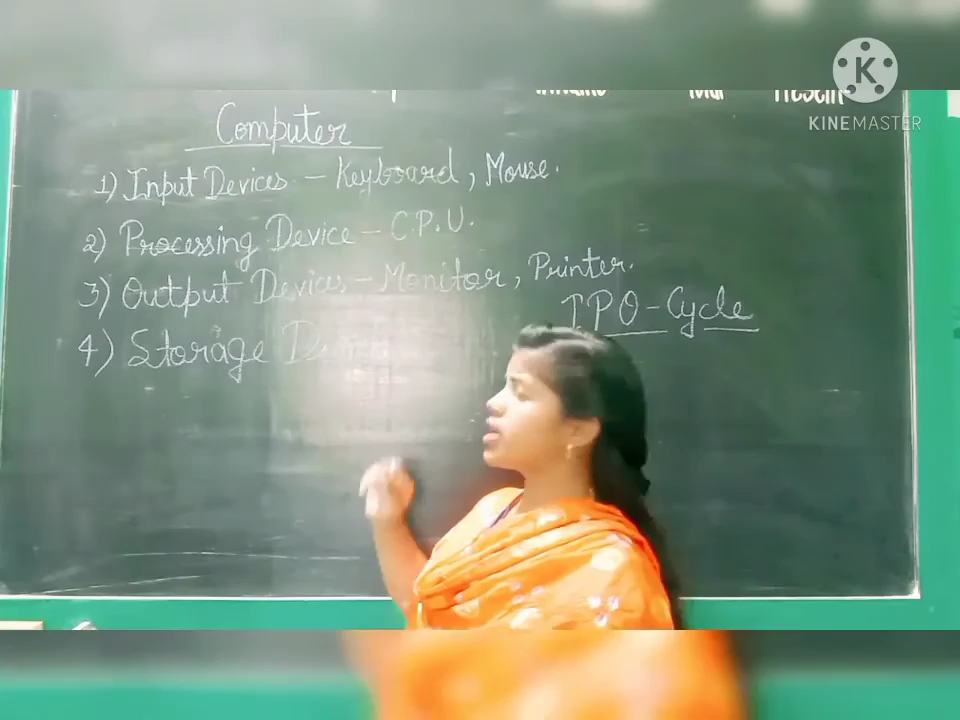 K
KINEMASTER
Computer
1) Input Devices – Keyboard, Mouse.
2) Processing Device – C.P.U.
3) Output Devices – Monitor, Printer.
IPO-Cycle
4) Storage